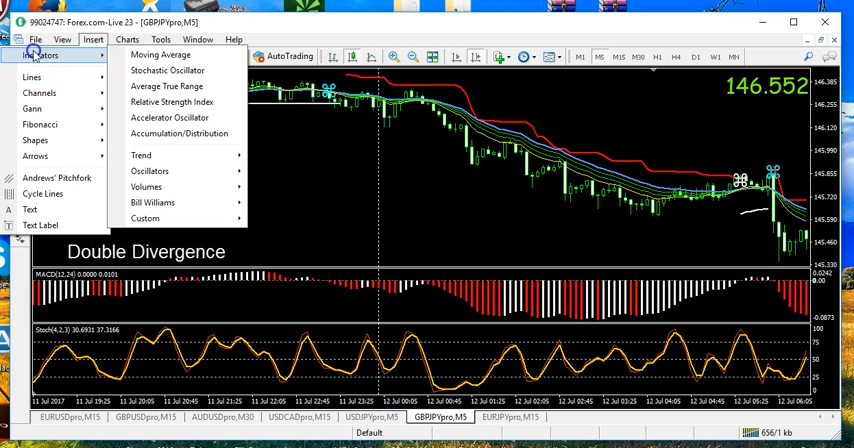 99024747: Forex.com-Live 23 - [GBPJPYpro,M5]
File View Insert Charts Tools Window Help
AutoTrading M1 M5 M15 M30 H1 H4 D1 W1 MN
Indicators
Lines
Channels
Gann
Fibonacci
Shapes
Arrows
Andrews' Pitchfork
Cycle Lines
A Text
T Text Label
Moving Average
Stochastic Oscillator
Average True Range
Relative Strength Index
Accelerator Oscillator
Accumulation/Distribution
Trend
Oscillators
Volumes
Bill Williams
Custom
146.552
146.385
146.255
146.120
145.990
145.855
145.720
145.590
145.460
145.330
Double Divergence
MACD(12,24) 0.0000 0.0101
0.0242
0.00
-0.0873
Stoch(4,2,3) 30.6931 37.3166
100
75
50
25
0
11 Jul 2017 11 Jul 19:25 11 Jul 20:05 11 Jul 20:45 11 Jul 21:25 11 Jul 22:05 11 Jul 22:45 11 Jul 23:25 12 Jul 00:05 12 Jul 00:45 12 Jul 01:25 12 Jul 02:05 12 Jul 02:45 12 Jul 03:25 12 Jul 04:05 12 Jul 04:45 12 Jul 05:25 12 Jul 06:05
EURUSDpro,M15 GBPUSDpro,M15 AUDUSDpro,M30 USDCADpro,M15 USDJPYpro,M5 GBPJPYpro,M5 EURJPYpro,M15
Default 656/1 kb